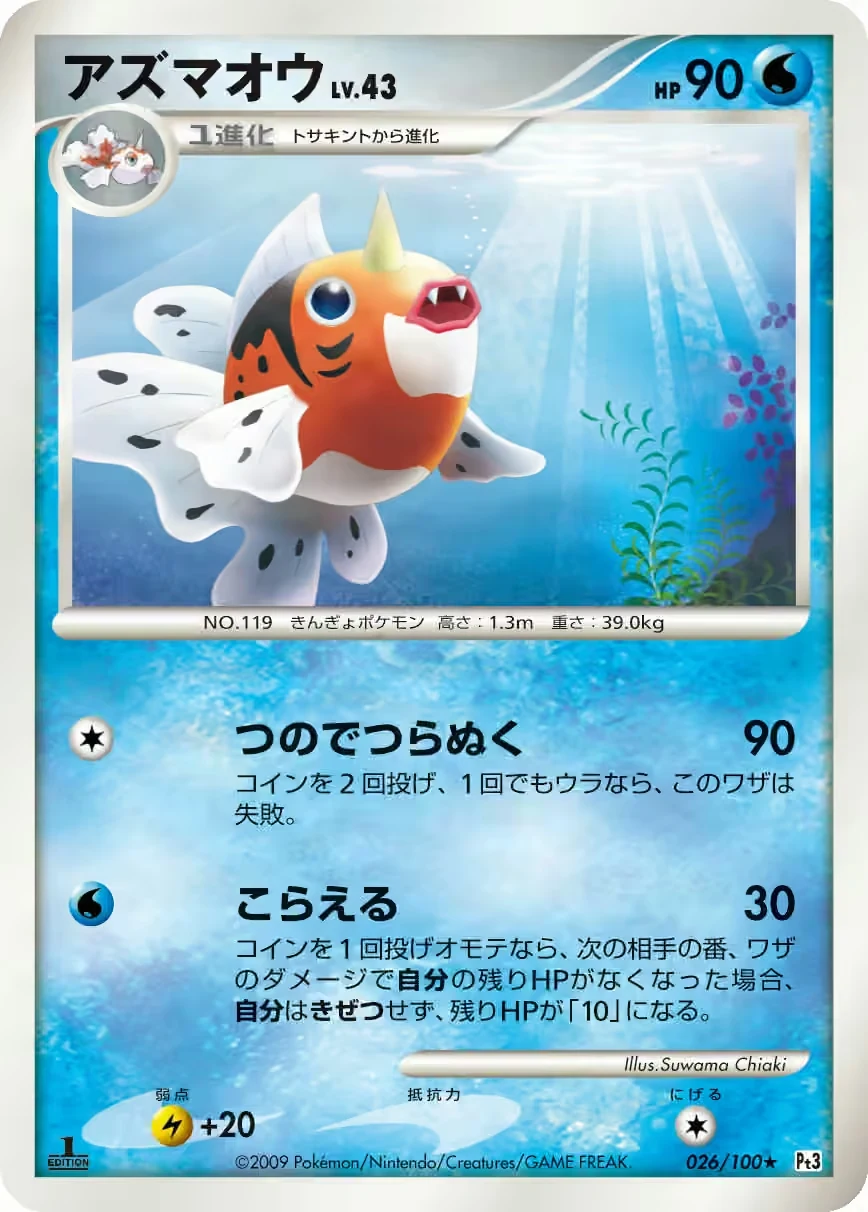 アズマオウ LV.43 HP 90
1進化 トサキントから進化
NO.119 きんぎょポケモン 高さ：1.3m 重さ：39.0kg
つのでつらぬく 90
コインを2回投げ、1回でもウラなら、このワザは
失敗。
こらえる 30
コインを1回投げオモテなら、次の相手の番、ワザ
のダメージで自分の残りHPがなくなった場合、
自分はきぜつせず、残りHPが「10」になる。
Illus.Suwama Chiaki
弱点 抵抗力 にげる
+20
1 EDITION ©2009 Pokémon/Nintendo/Creatures/GAME FREAK. 026/100★ Pt3